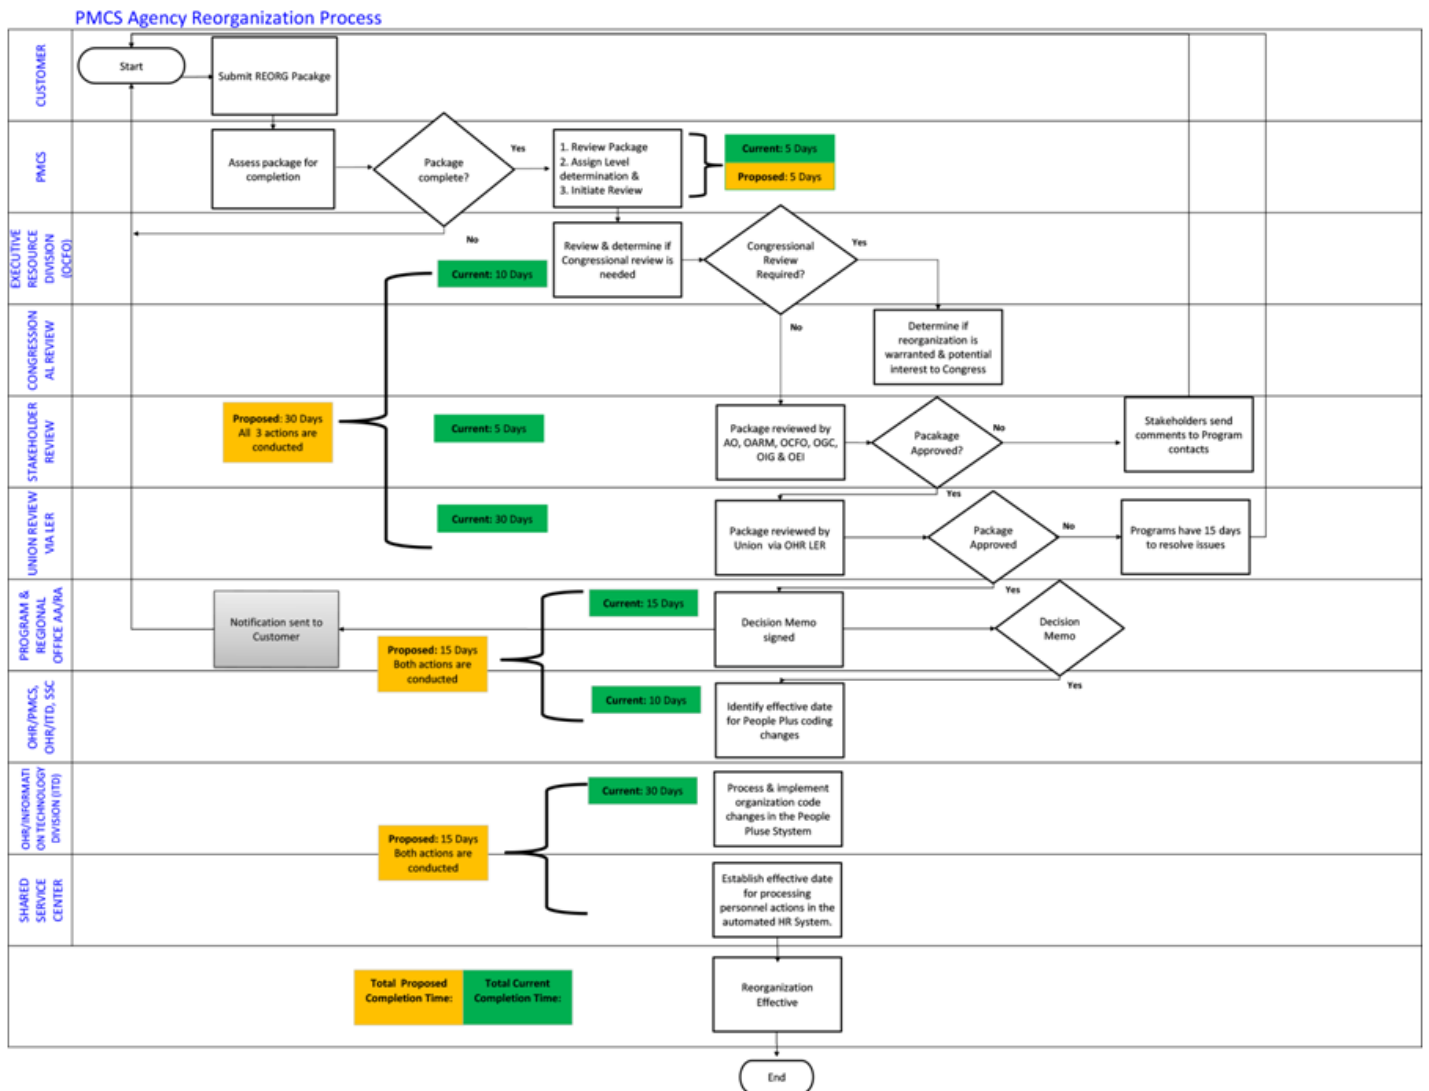 PMCS Agency Reorganization Process
CUSTOMER
Start
Submit REORG Pacakge
PMCS
Assess package for
completion
Package
complete?
Yes
1. Review Package
2. Assign Level
determination &
3. Initiate Review
Current: 5 Days
Proposed: 5 Days
No
EXECUTIVE
RESOURCE
DIVISION
(OCFO)
Current: 10 Days
Review & determine if
Congressional review is
needed
Congressional
Review
Required?
Yes
No
CONGRESSION
AL REVIEW
Determine if
reorganization is
warranted & potential
interest to Congress
STAKEHOLDER
REVIEW
Proposed: 30 Days
All 3 actions are
conducted
Current: 5 Days
Package reviewed by
AO, OARM, OCFO, OGC,
OIG & OEI
Pacakage
Approved?
No
Stakeholders send
comments to Program
contacts
Yes
UNION REVIEW
VIA LER
Current: 30 Days
Package reviewed by
Union via OHR LER
Package
Approved
No
Programs have 15 days
to resolve issues
Yes
PROGRAM &
REGIONAL
OFFICE AA/RA
Notification sent to
Customer
Proposed: 15 Days
Both actions are
conducted
Current: 15 Days
Decision Memo
signed
Decision
Memo
Yes
OHR/PMCS,
OHR/ITD, SSC
Current: 10 Days
Identify effective date
for People Plus coding
changes
OHR/INFORMATI
ON TECHNOLOGY
DIVISION (ITD)
Current: 30 Days
Process & implement
organization code
changes in the People
Pluse Stystem
Proposed: 15 Days
Both actions are
conducted
SHARED
SERVICE
CENTER
Establish effective date
for processing
personnel actions in the
automated HR System.
Total Proposed
Completion Time:
Total Current
Completion Time:
Reorganization
Effective
End